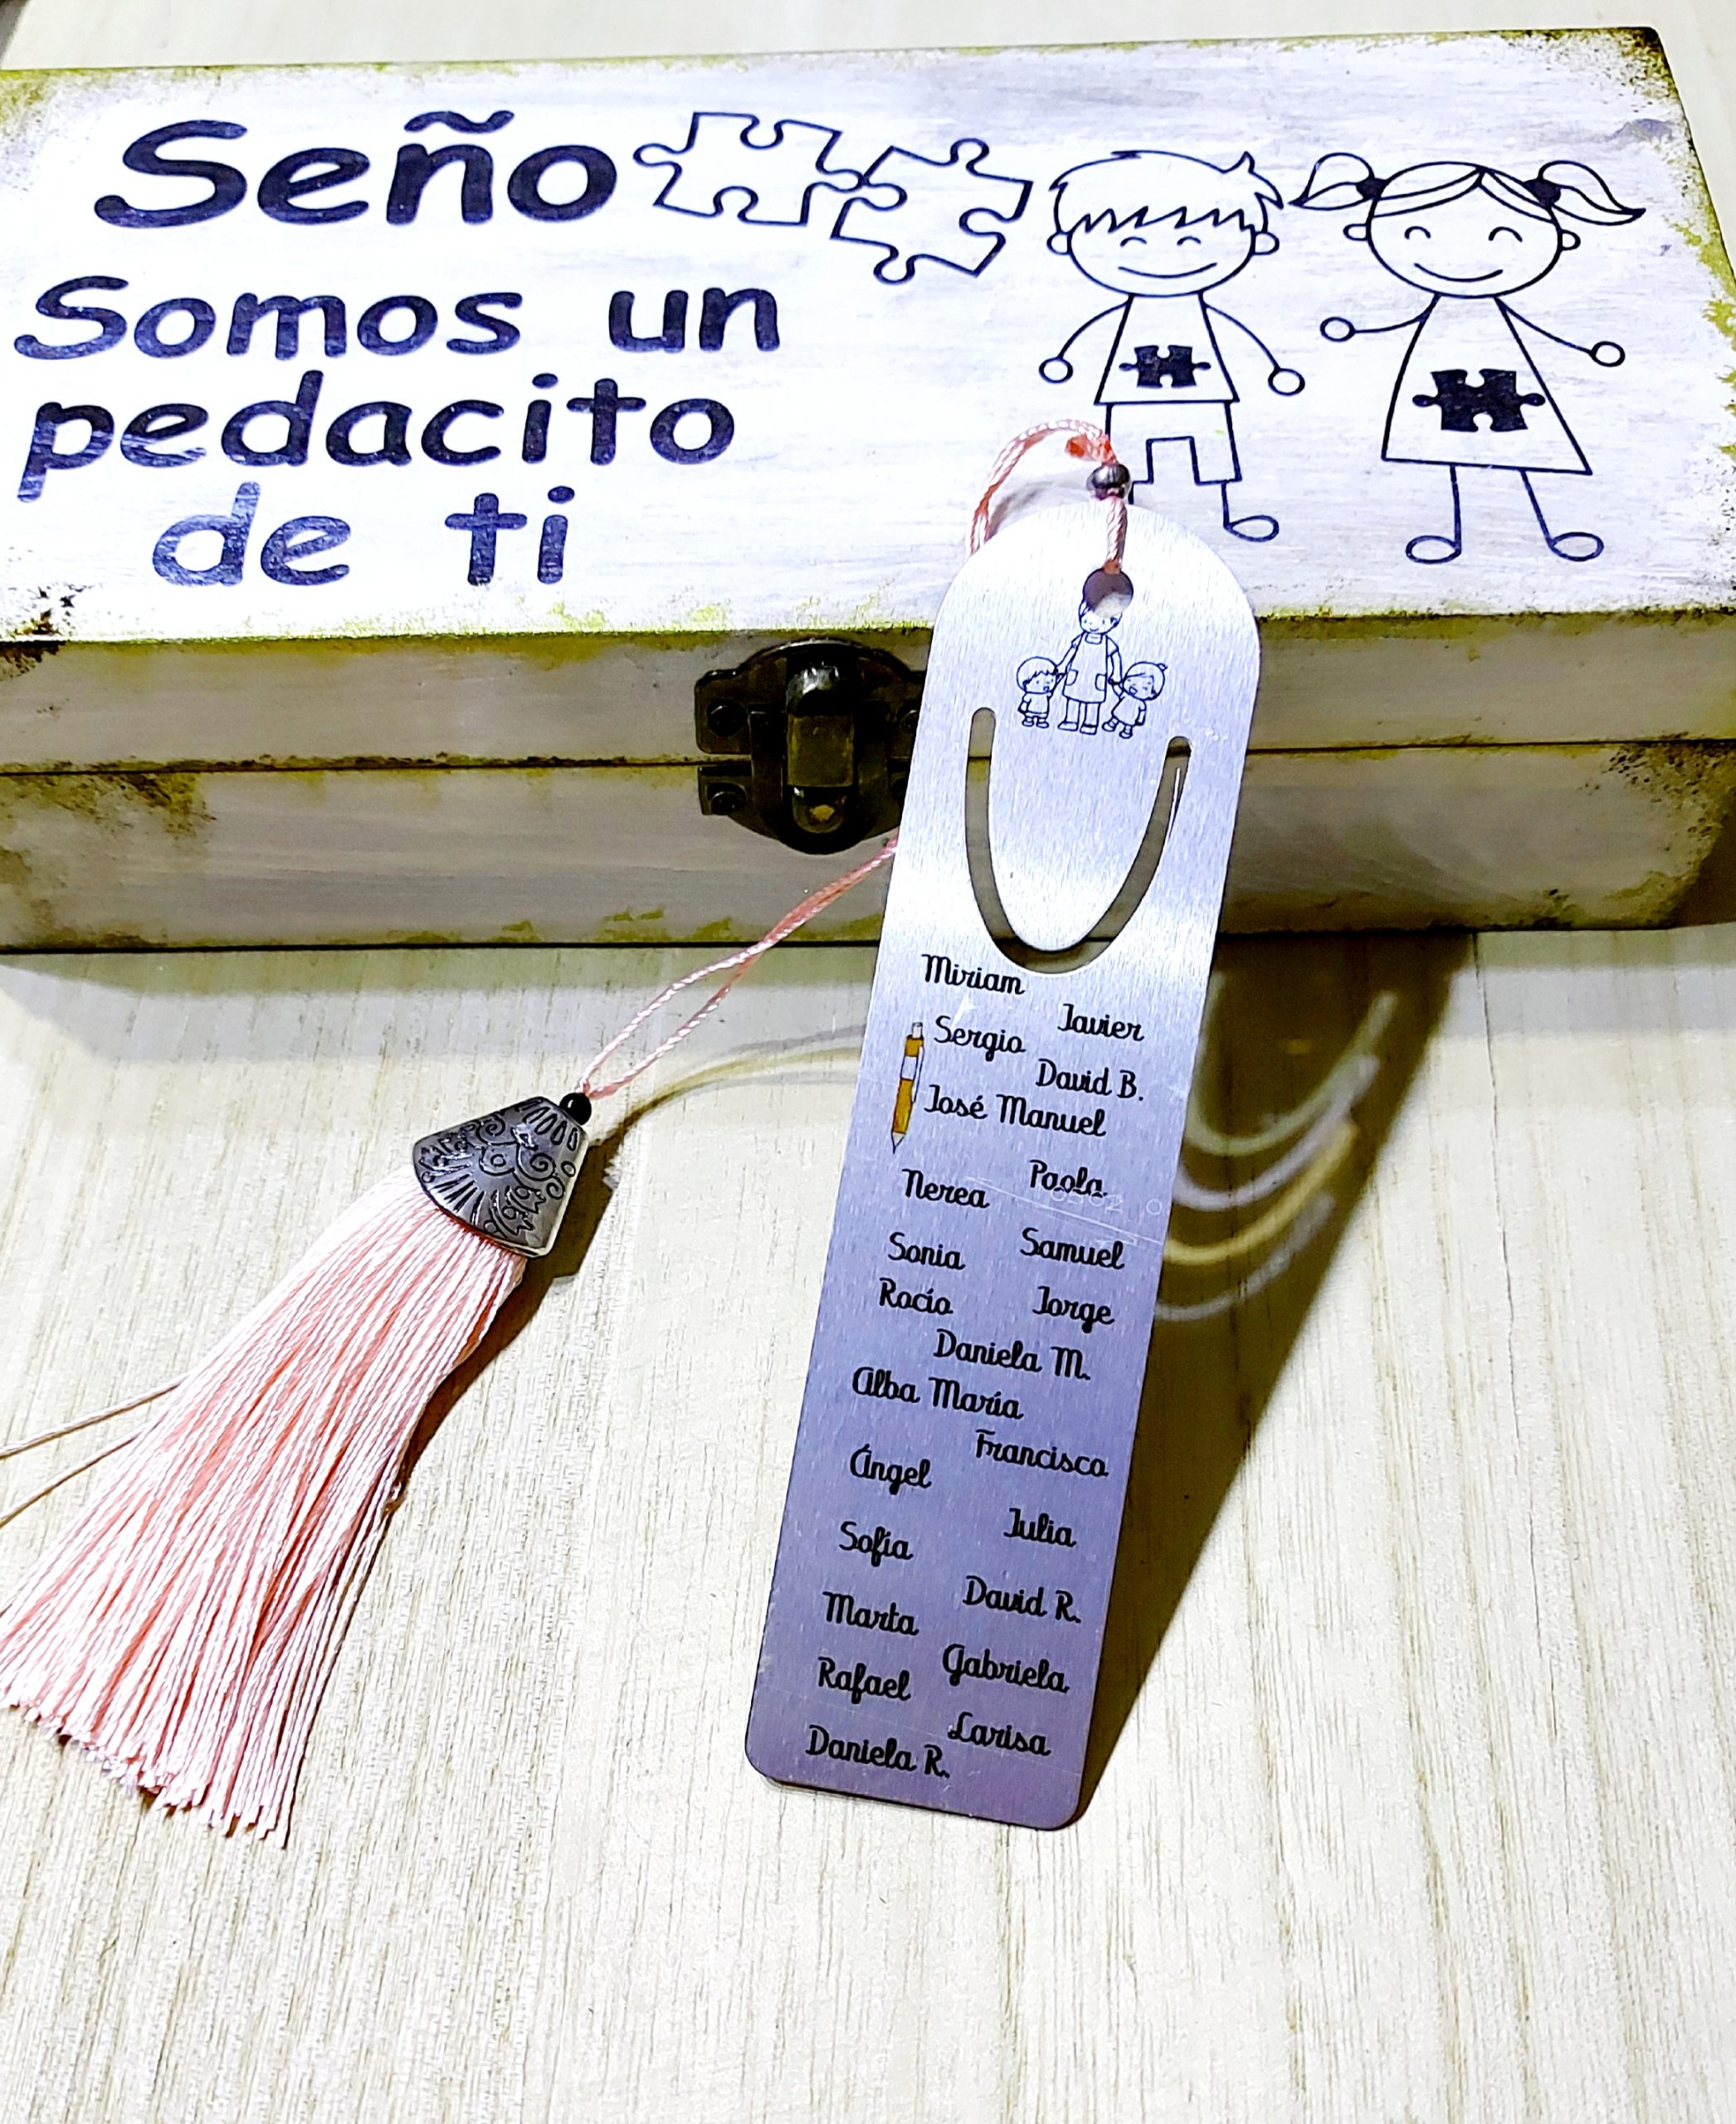 Seño
Somos un
pedacito
de ti
Miriam
Javier
Sergio
David B.
José Manuel
Paola
Nerea
Samuel
Sonia
Rocío
Jorge
Daniela M.
Alba María
Francisco
Ángel
Julia
Sofía
David R.
Marta
Gabriela
Rafael
Larisa
Daniela R.